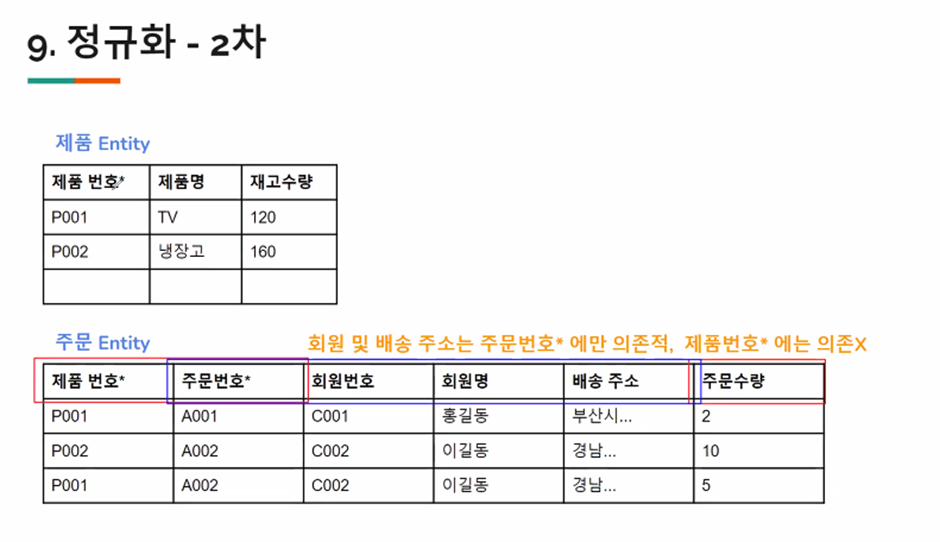 9. 정규화 - 2차
제품 Entity
제품 번호* 제품명 재고수량
P001 TV 120
P002 냉장고 160
주문 Entity 회원 및 배송 주소는 주문번호* 에만 의존적, 제품번호* 에는 의존X
제품 번호* 주문번호* 회원번호 회원명 배송 주소 주문수량
P001 A001 C001 홍길동 부산시... 2
P002 A002 C002 이길동 경남... 10
P001 A002 C002 이길동 경남... 5